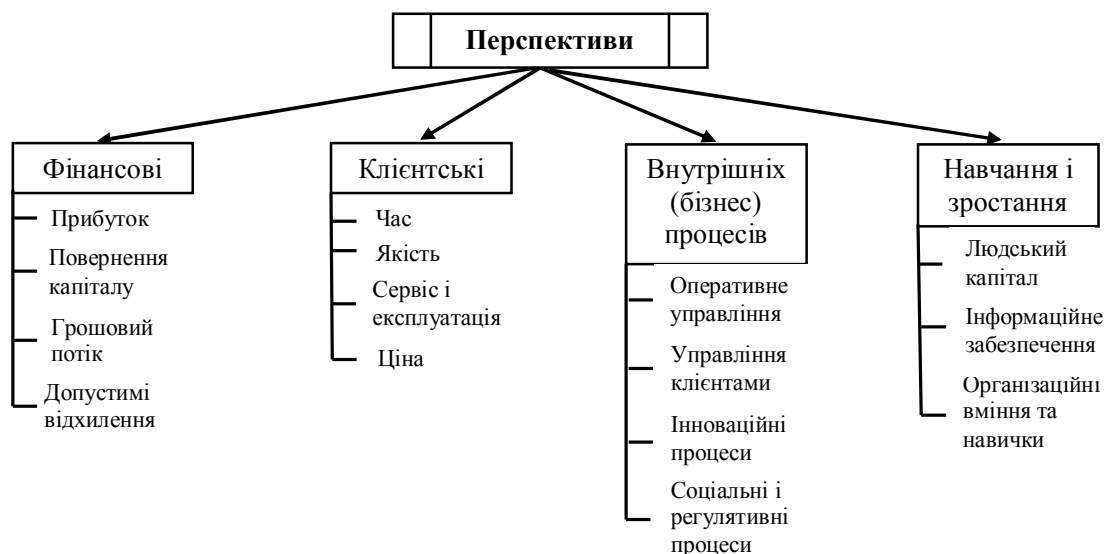 Перспективи
Фінансові
Прибуток
Повернення
капіталу
Грошовий
потік
Допустимі
відхилення
Клієнтські
Час
Якість
Сервіс і
експлуатація
Ціна
Внутрішніх
(бізнес)
процесів
Оперативне
управління
Управління
клієнтами
Інноваційні
процеси
Соціальні і
регулятивні
процеси
Навчання і
зростання
Людський
капітал
Інформаційне
забезпечення
Організаційні
вміння та
навички